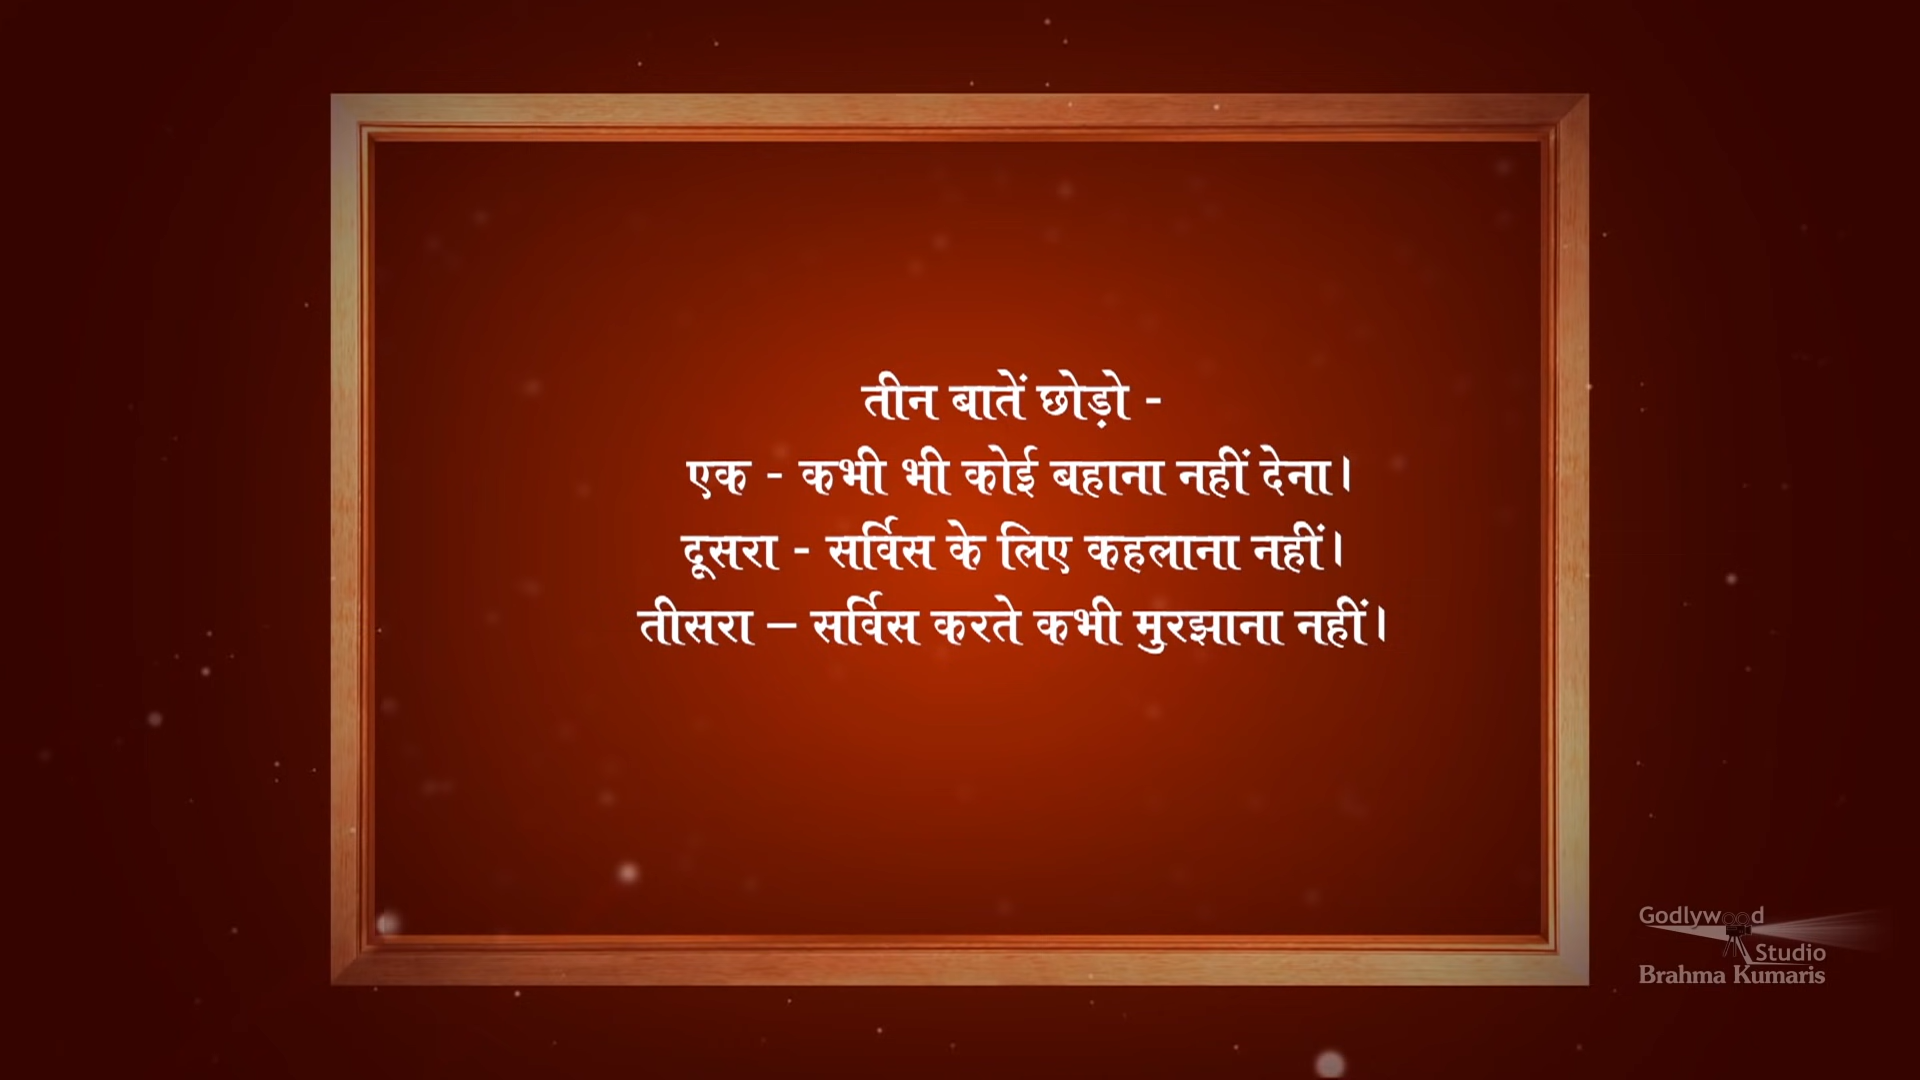 तीन बातें छोड़ो -
एक - कभी भी कोई बहाना नहीं देना।
दूसरा - सर्विस के लिए कहलाना नहीं।
तीसरा – सर्विस करते कभी मुरझाना नहीं।
Godlywood
Studio
Brahma Kumaris